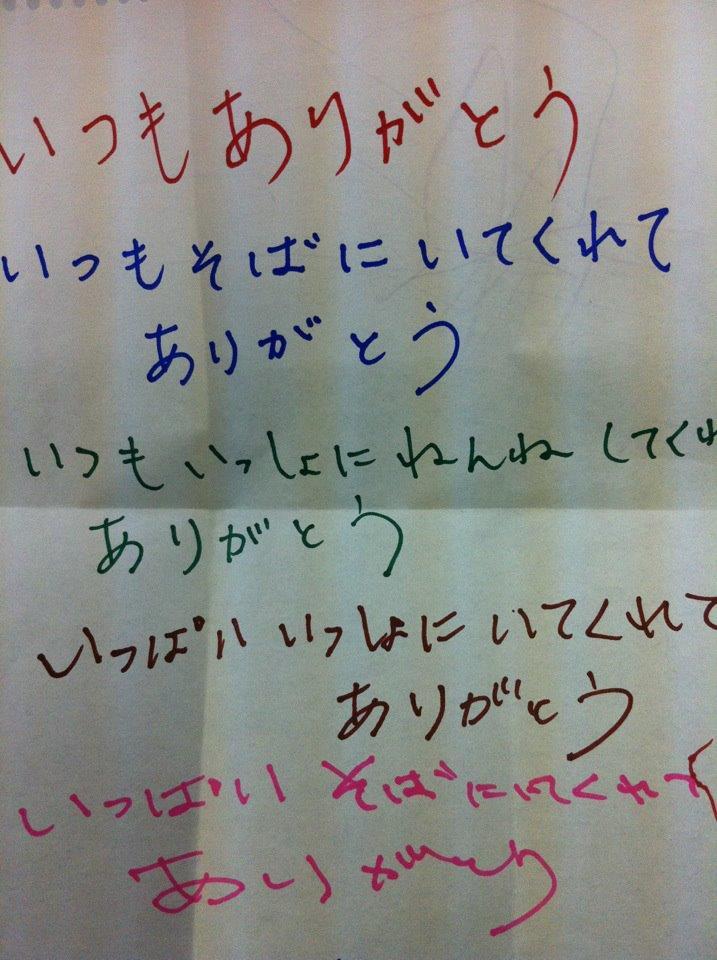 いつもありがとう
いつもそばにいてくれて
ありがとう
いつもいっしょにねんねしてくれ
ありがとう
いっぱいいっしょにいてくれて
ありがとう
いっぱいそばにいてくれて
ありがとう